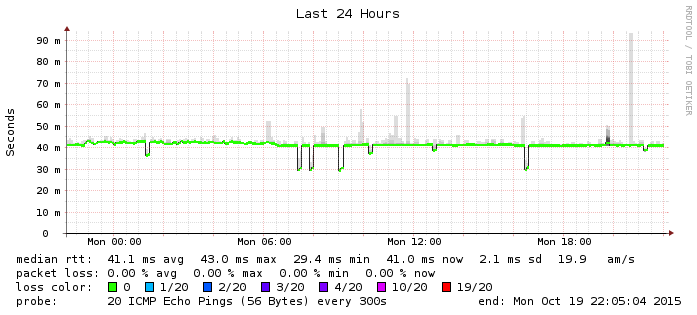 Last 24 Hours
RRDTOOL / TOBI OETIKER
Seconds
90 m
80 m
70 m
60 m
50 m
40 m
30 m
20 m
10 m
0
Mon 00:00 Mon 06:00 Mon 12:00 Mon 18:00
median rtt: 41.1 ms avg 43.0 ms max 29.4 ms min 41.0 ms now 2.1 ms sd 19.9 am/s
packet loss: 0.00 % avg 0.00 % max 0.00 % min 0.00 % now
loss color: 0 1/20 2/20 3/20 4/20 10/20 19/20
probe: 20 ICMP Echo Pings (56 Bytes) every 300s end: Mon Oct 19 22:05:04 2015